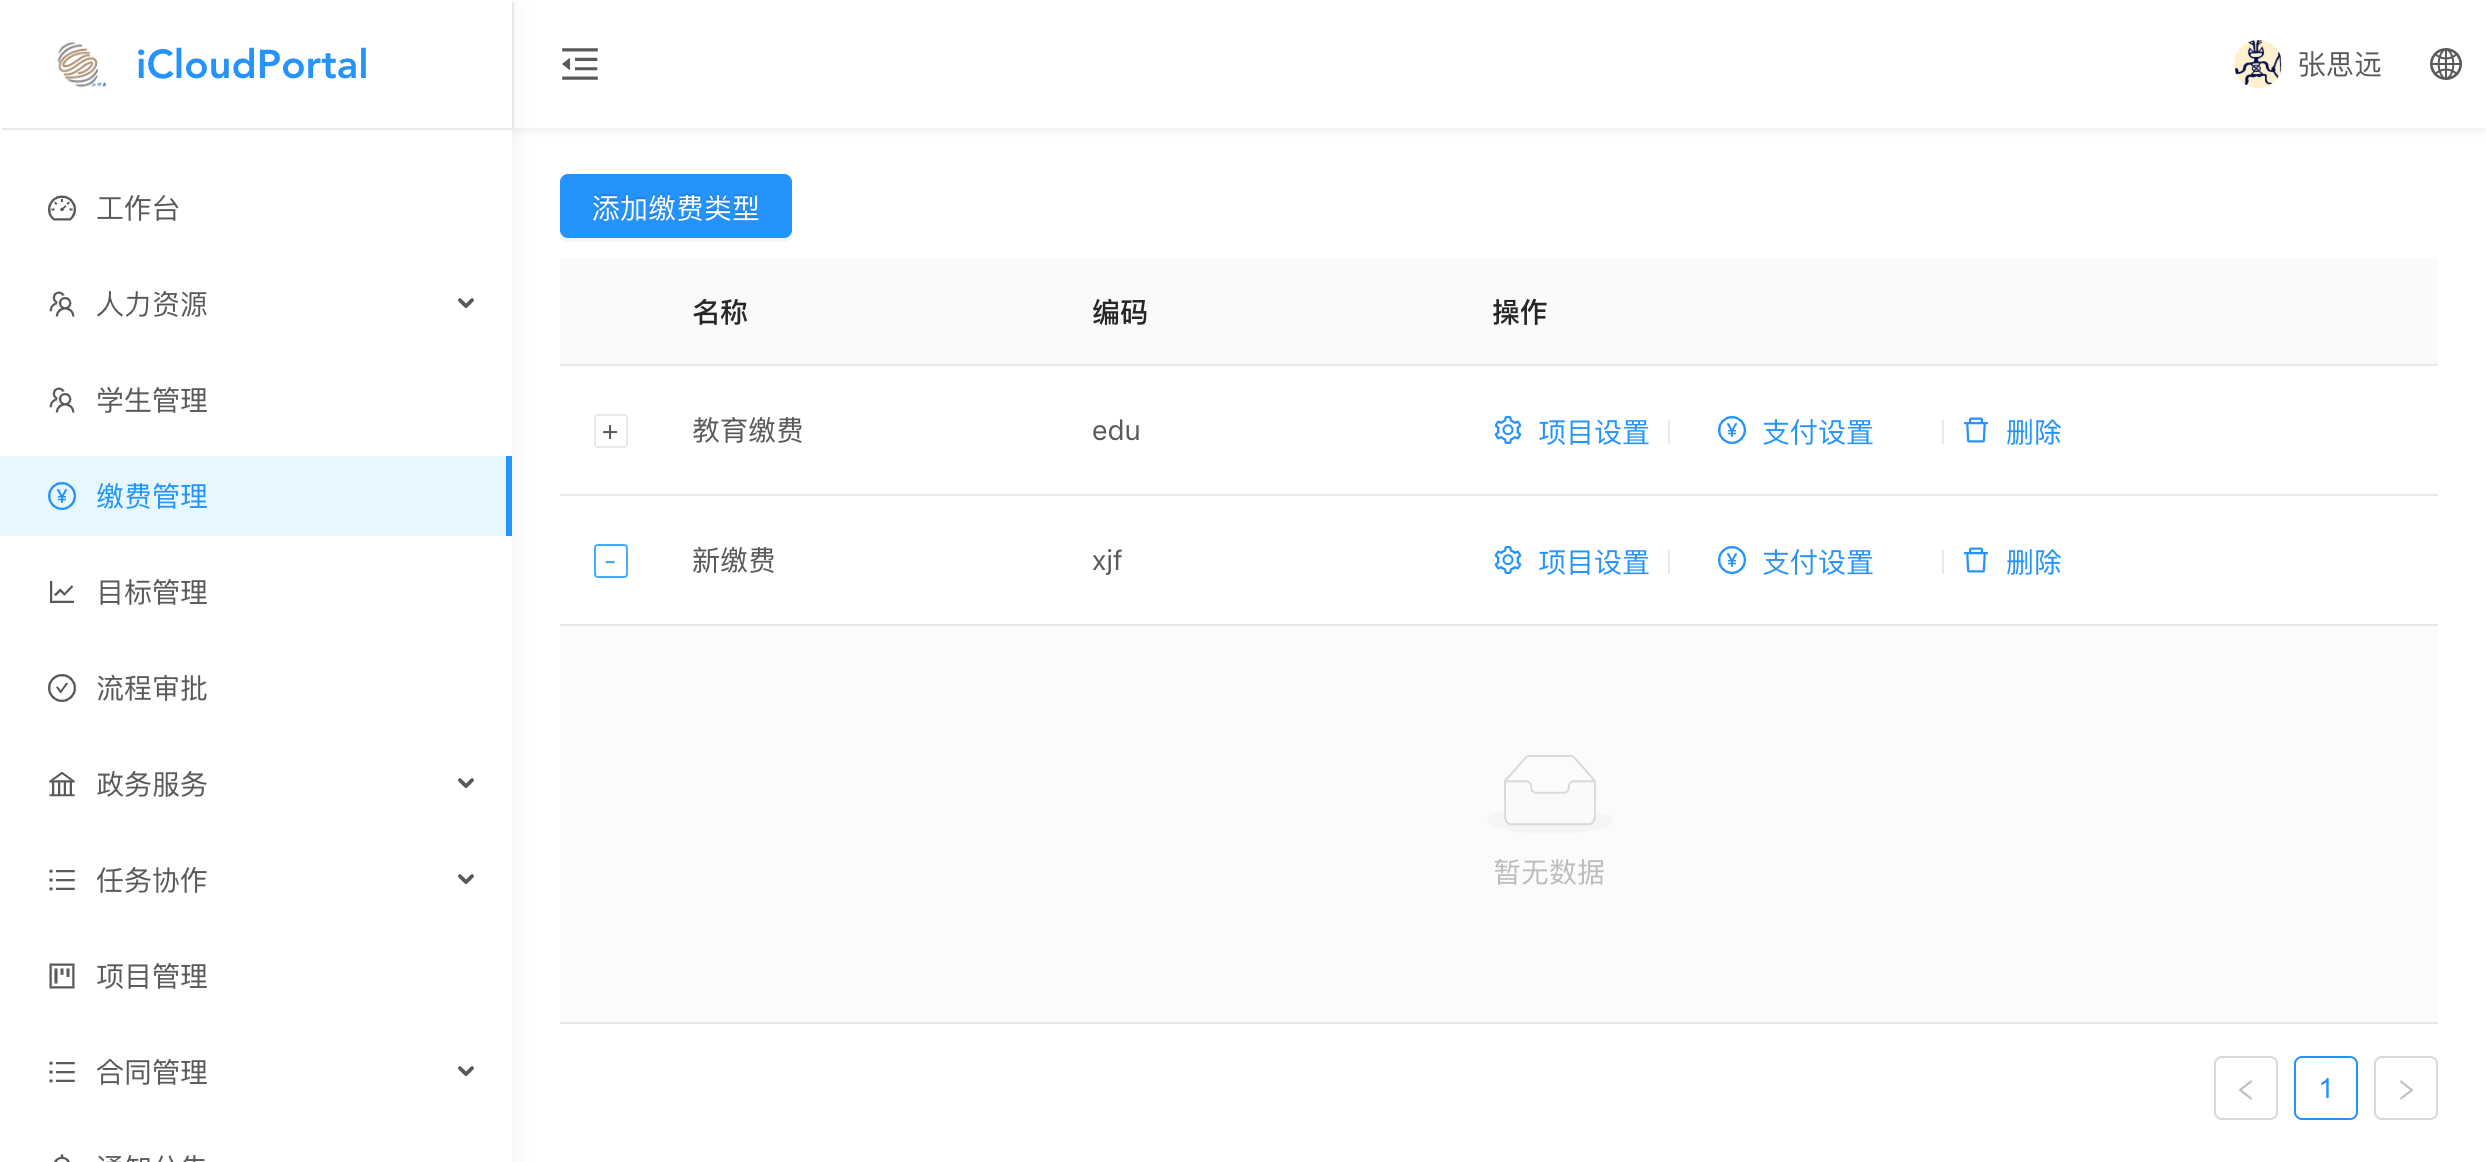 iCloudPortal
张思远
工作台
人力资源
学生管理
缴费管理
目标管理
流程审批
政务服务
任务协作
项目管理
合同管理
通知公告
添加缴费类型
名称 编码 操作
教育缴费 edu 项目设置 支付设置 删除
新缴费 xjf 项目设置 支付设置 删除
暂无数据
< 1 >